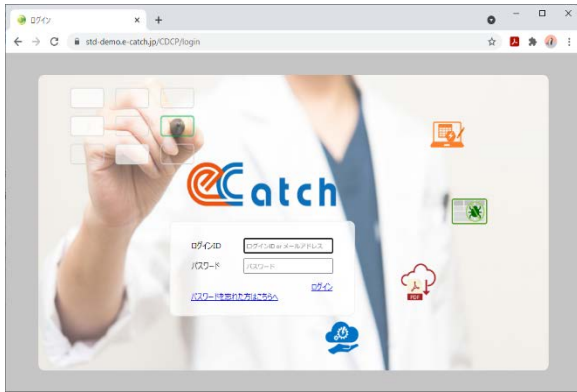 ログイン
std-demo.e-catch.jp/CDCP/login
eCatch
ログインID
ログインID or メールアドレス
パスワード
パスワード
ログイン
パスワードを忘れた方はこちらへ
PDF